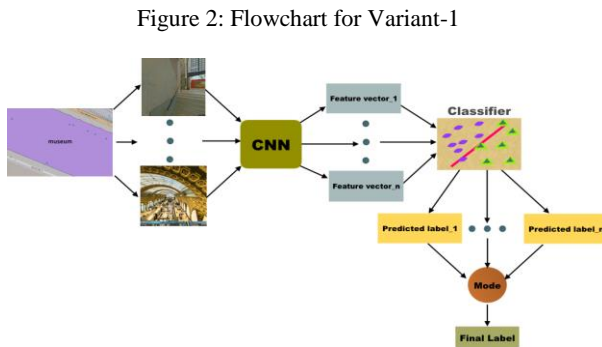 Figure 2: Flowchart for Variant-1
museum
CNN
Feature vector_1
Feature vector_n
Classifier
Predicted label_1
Predicted label_n
Mode
Final Label